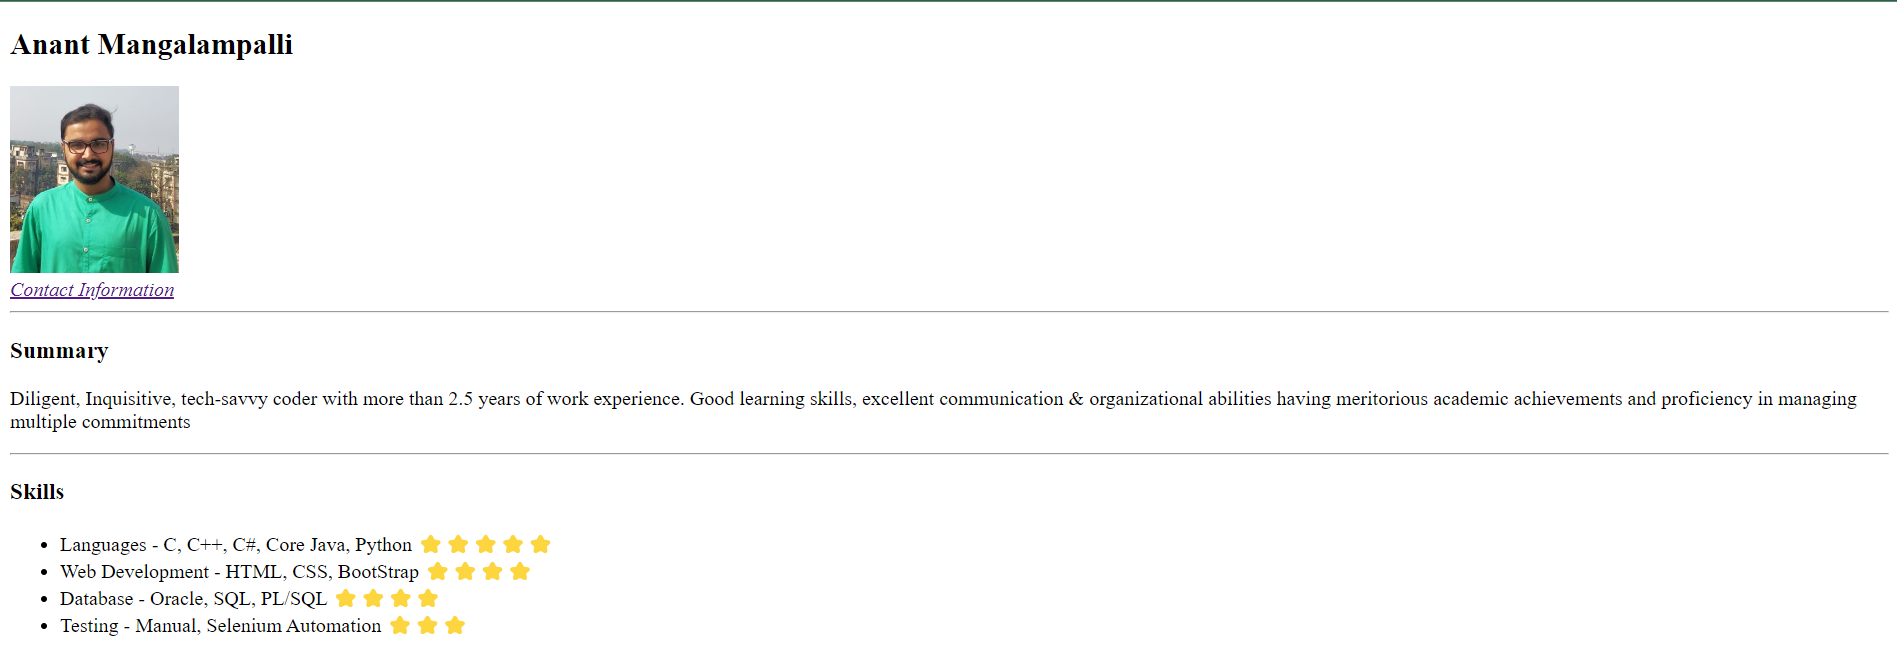 Anant Mangalampalli
Contact Information
Summary
Diligent, Inquisitive, tech-savvy coder with more than 2.5 years of work experience. Good learning skills, excellent communication & organizational abilities having meritorious academic achievements and proficiency in managing
multiple commitments
Skills
Languages - C, C++, C#, Core Java, Python
Web Development - HTML, CSS, BootStrap
Database - Oracle, SQL, PL/SQL
Testing - Manual, Selenium Automation